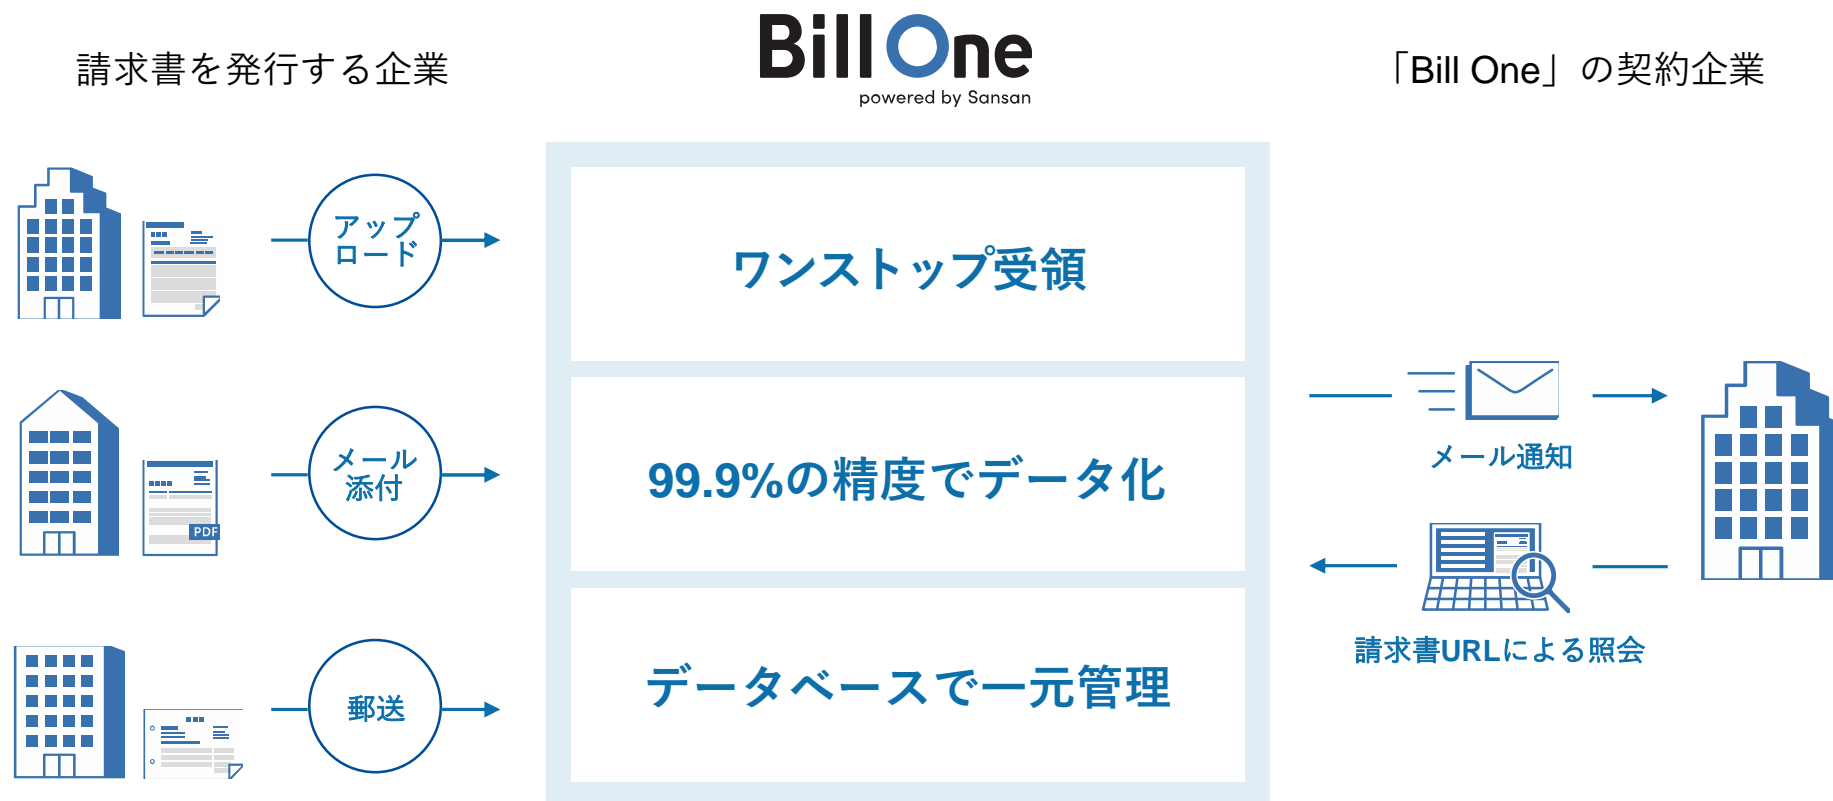 請求書を発行する企業
Bill One
powered by Sansan
「Bill One」の契約企業
アップ
ロード
メール
添付
PDF
郵送
ワンストップ受領
99.9%の精度でデータ化
データベースで一元管理
メール通知
請求書URLによる照会